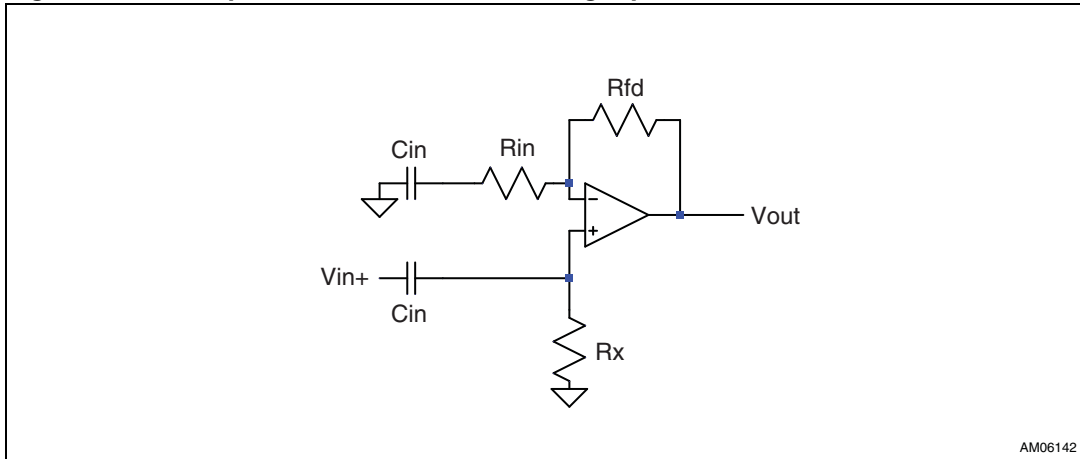 Rfd
Cin
Rin
−
+
Vout
Vin+
Cin
Rx
AM06142